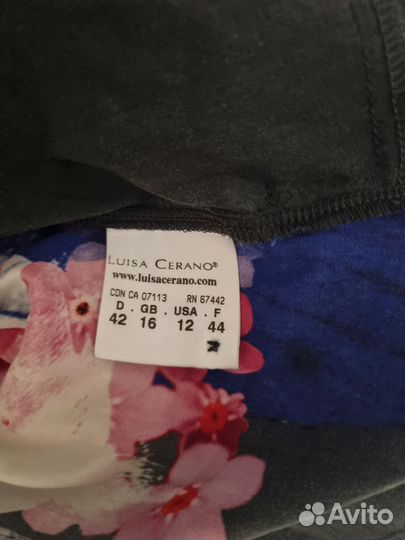 LUISA CERANO®
www.luisacerano.com
CDN CA 07113 RN 67442
D . GB . USA . F
42 16 12 44
Avito